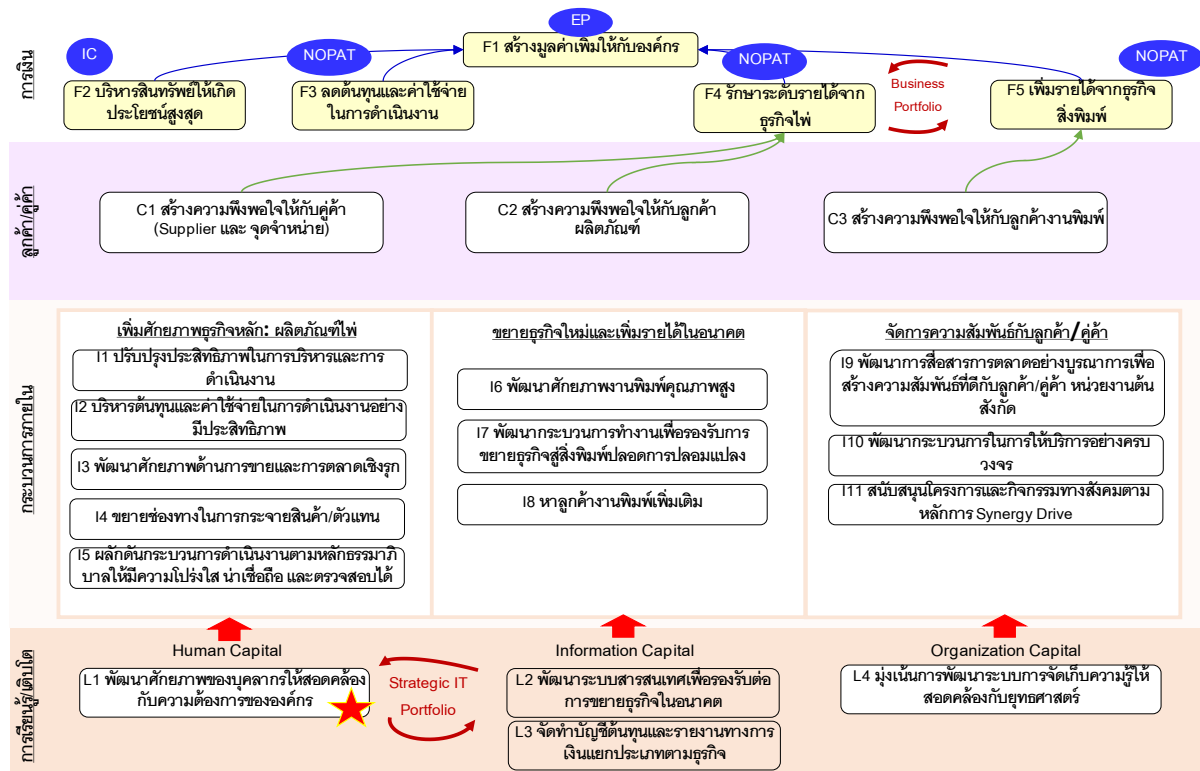 EP
F1 สร้างมูลค่าเพิ่มให้กับองค์กร
IC
NOPAT
NOPAT
NOPAT
การเงิน
F2 บริหารสินทรัพย์ให้เกิด
ประโยชน์สูงสุด
F3 ลดต้นทุนและค่าใช้จ่าย
ในการดำเนินงาน
F4 รักษาระดับรายได้จาก
ธุรกิจไพ่
Business
Portfolio
F5 เพิ่มรายได้จากธุรกิจ
สิ่งพิมพ์
ลูกค้า/คู่ค้า
C1 สร้างความพึงพอใจให้กับคู่ค้า
(Supplier และ จุดจำหน่าย)
C2 สร้างความพึงพอใจให้กับลูกค้า
ผลิตภัณฑ์
C3 สร้างความพึงพอใจให้กับลูกค้างานพิมพ์
กระบวนการภายใน
เพิ่มศักยภาพธุรกิจหลัก: ผลิตภัณฑ์ไพ่
I1 ปรับปรุงประสิทธิภาพในการบริหารและการ
ดำเนินงาน
I2 บริหารต้นทุนและค่าใช้จ่ายในการดำเนินงานอย่าง
มีประสิทธิภาพ
I3 พัฒนาศักยภาพด้านการขายและการตลาดเชิงรุก
I4 ขยายช่องทางในการกระจายสินค้า/ตัวแทน
I5 ผลักดันกระบวนการดำเนินงานตามหลักธรรมาภิ
บาลให้มีความโปร่งใส น่าเชื่อถือ และตรวจสอบได้
ขยายธุรกิจใหม่และเพิ่มรายได้ในอนาคต
I6 พัฒนาศักยภาพงานพิมพ์คุณภาพสูง
I7 พัฒนากระบวนการทำงานเพื่อรองรับการ
ขยายธุรกิจสู่สิ่งพิมพ์ปลอดการปลอมแปลง
I8 หาลูกค้างานพิมพ์เพิ่มเติม
จัดการความสัมพันธ์กับลูกค้า/คู่ค้า
I9 พัฒนาการสื่อสารการตลาดอย่างบูรณาการเพื่อ
สร้างความสัมพันธ์ที่ดีกับลูกค้า/คู่ค้า หน่วยงานต้น
สังกัด
I10 พัฒนากระบวนการในการให้บริการอย่างครบ
วงจร
I11 สนับสนุนโครงการและกิจกรรมทางสังคมตาม
หลักการ Synergy Drive
การเรียนรู้/เติบโต
Human Capital
L1 พัฒนาศักยภาพของบุคลากรให้สอดคล้อง
กับความต้องการขององค์กร
Strategic IT
Portfolio
Information Capital
L2 พัฒนาระบบสารสนเทศเพื่อรองรับต่อ
การขยายธุรกิจในอนาคต
L3 จัดทำบัญชีต้นทุนและรายงานทางการ
เงินแยกประเภทตามธุรกิจ
Organization Capital
L4 มุ่งเน้นการพัฒนาระบบการจัดเก็บความรู้ให้
สอดคล้องกับยุทธศาสตร์